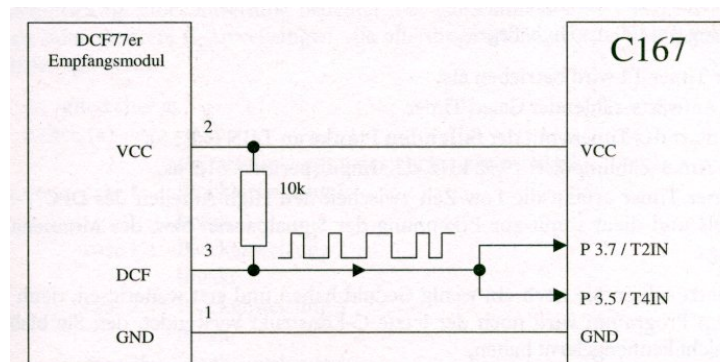 DCF77er
Empfangsmodul
C167
2
VCC
VCC
10k
3
P 3.7 / T2IN
DCF
P 3.5 / T4IN
1
GND
GND